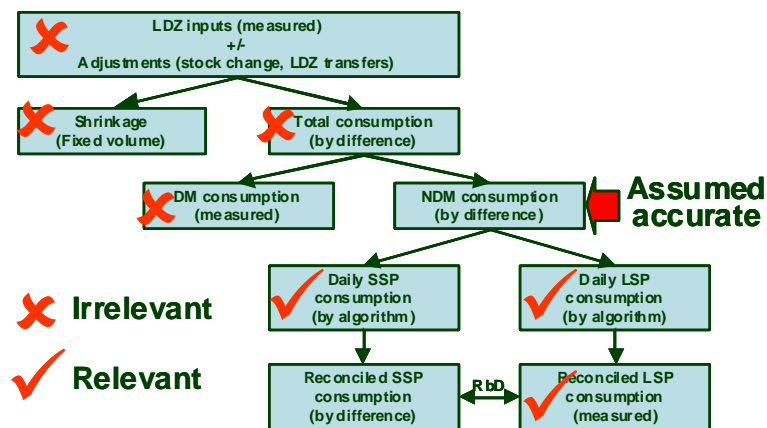 LDZ inputs (measured)
+/-
Adjustments (stock change, LDZ transfers)
Shrinkage
(Fixed volume)
Total consumption
(by difference)
DM consumption
(measured)
NDM consumption
(by difference)
Assumed
accurate
Daily SSP
consumption
(by algorithm)
Daily LSP
consumption
(by algorithm)
Irrelevant
Relevant
Reconciled SSP
consumption
(by difference)
RbD
Reconciled LSP
consumption
(measured)